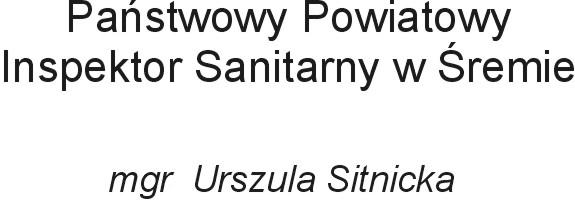 Państwowy Powiatowy
Inspektor Sanitarny w Śremie
mgr Urszula Sitnicka